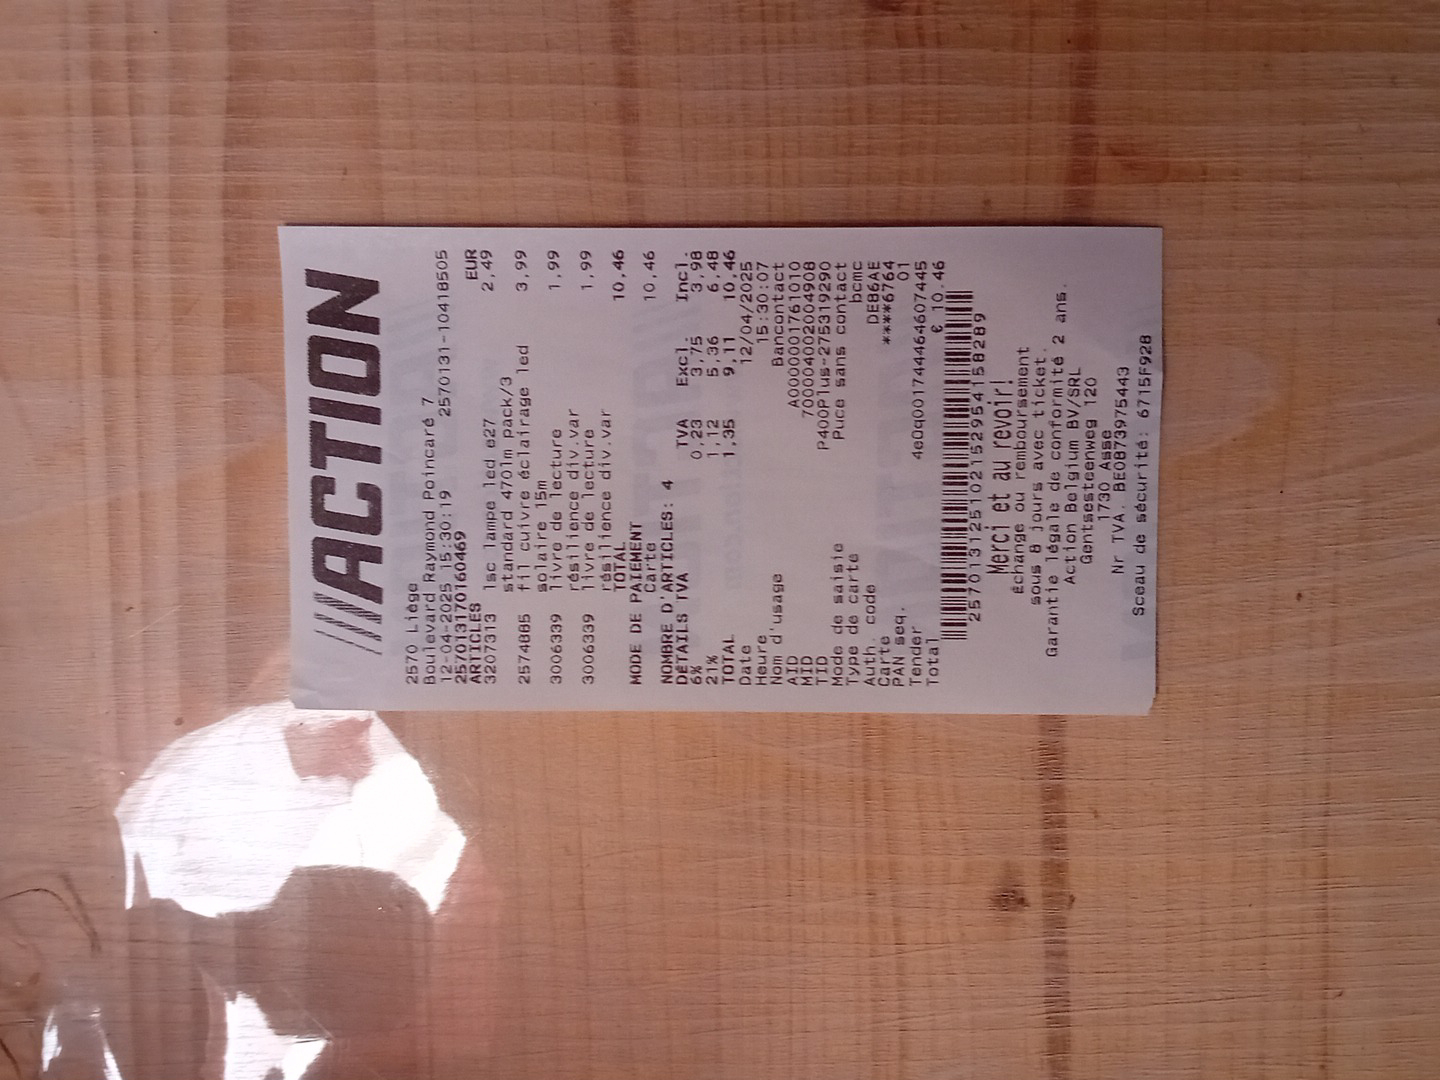 ///ACTION
2570 Liège
Boulevard Raymond Poincaré 7
12-04-2025 15:30:19 2570131-10418505
257013170160469
ARTICLES EUR
3207313 lsc lampe led e27 2,49
standard 470lm pack/3
2574885 fil cuivre éclairage led 3,99
solaire 15m
3006339 livre de lecture 1,99
résilience div.var
3006339 livre de lecture 1,99
résilience div.var
TOTAL 10,46
MODE DE PAIEMENT
Carte 10,46
NOMBRE D'ARTICLES: 4
DÉTAILS TVA TVA Excl. Incl.
6% 0,23 3,75 3,98
21% 1,12 5,36 6,48
TOTAL 1,35 9,11 10,46
Date 12/04/2025
Heure 15:30:07
Nom d'usage Bancontact
AID A0000001761010
MID 700004002004908
TID P400Plus-275319290
Mode de saisie Puce sans contact
Type de carte bcmc
Auth. code DE86AE
Carte ****6764
PAN seq. 01
Tender 4e0q001744464607445
Total € 10.46
257013125102152954158289
Merci et au revoir!
Échange ou remboursement
sous 8 jours avec ticket.
Garantie légale de conformité 2 ans.
Action Belgium BV/SRL
Gentsesteenweg 120
1730 Asse
Nr TVA. BE0873975443
Sceau de sécurité: 6715F928